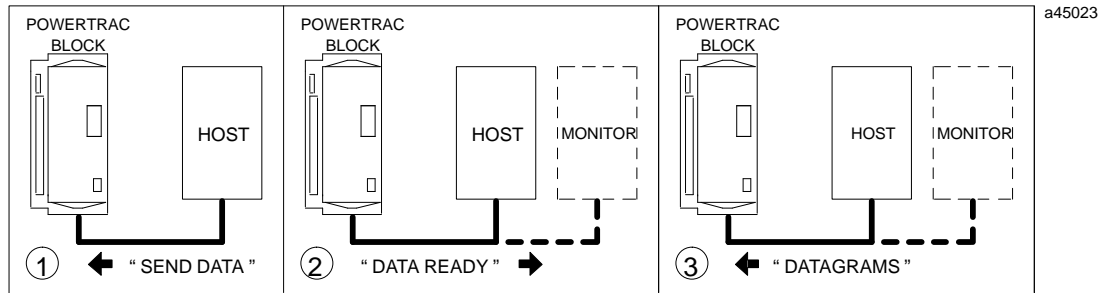 a45023
POWERTRAC
BLOCK
HOST
1
" SEND DATA "
POWERTRAC
BLOCK
HOST
MONITOR
2
" DATA READY "
POWERTRAC
BLOCK
HOST
MONITOR
3
" DATAGRAMS "